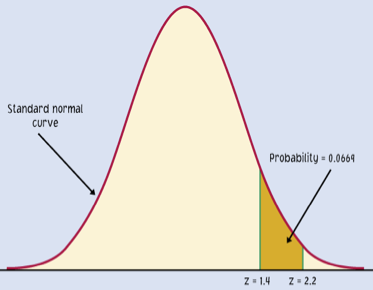 Standard normal
curve
Probability = 0.0669
z = 1.4
z = 2.2